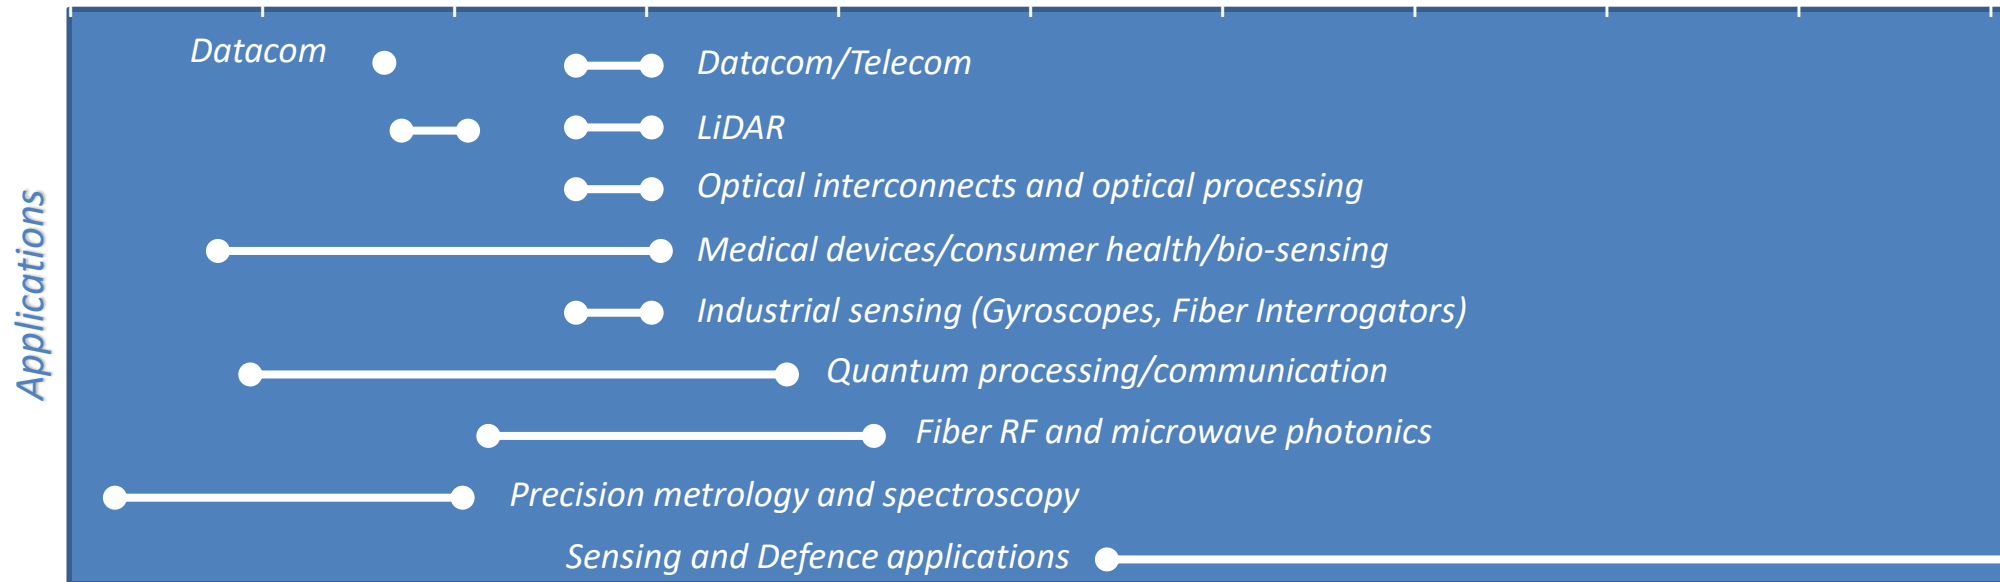 Applications
Datacom
Datacom/Telecom
LiDAR
Optical interconnects and optical processing
Medical devices/consumer health/bio-sensing
Industrial sensing (Gyroscopes, Fiber Interrogators)
Quantum processing/communication
Fiber RF and microwave photonics
Precision metrology and spectroscopy
Sensing and Defence applications